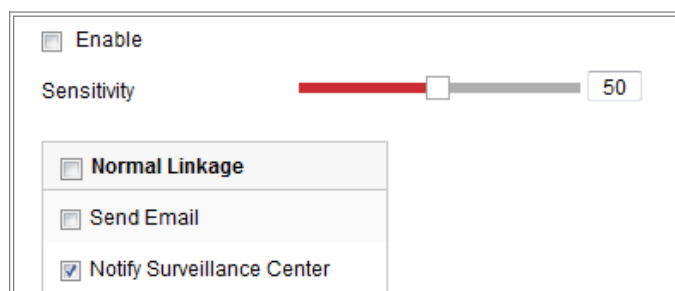 Enable
Sensitivity 50
Normal Linkage
Send Email
Notify Surveillance Center